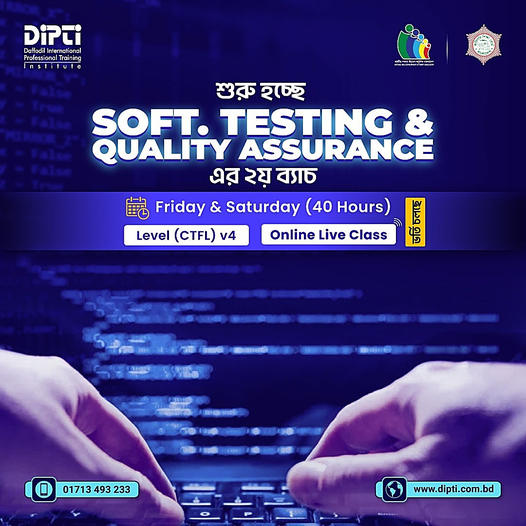 DIPTI
Daffodil International
Professional Training
Institute
শুরু হচ্ছে
SOFT. TESTING &
QUALITY ASSURANCE
এর ২য় ব্যাচ
Friday & Saturday (40 Hours)
Level (CTFL) v4
Online Live Class
ভর্তি চলছে
01713 493 233
www.dipti.com.bd